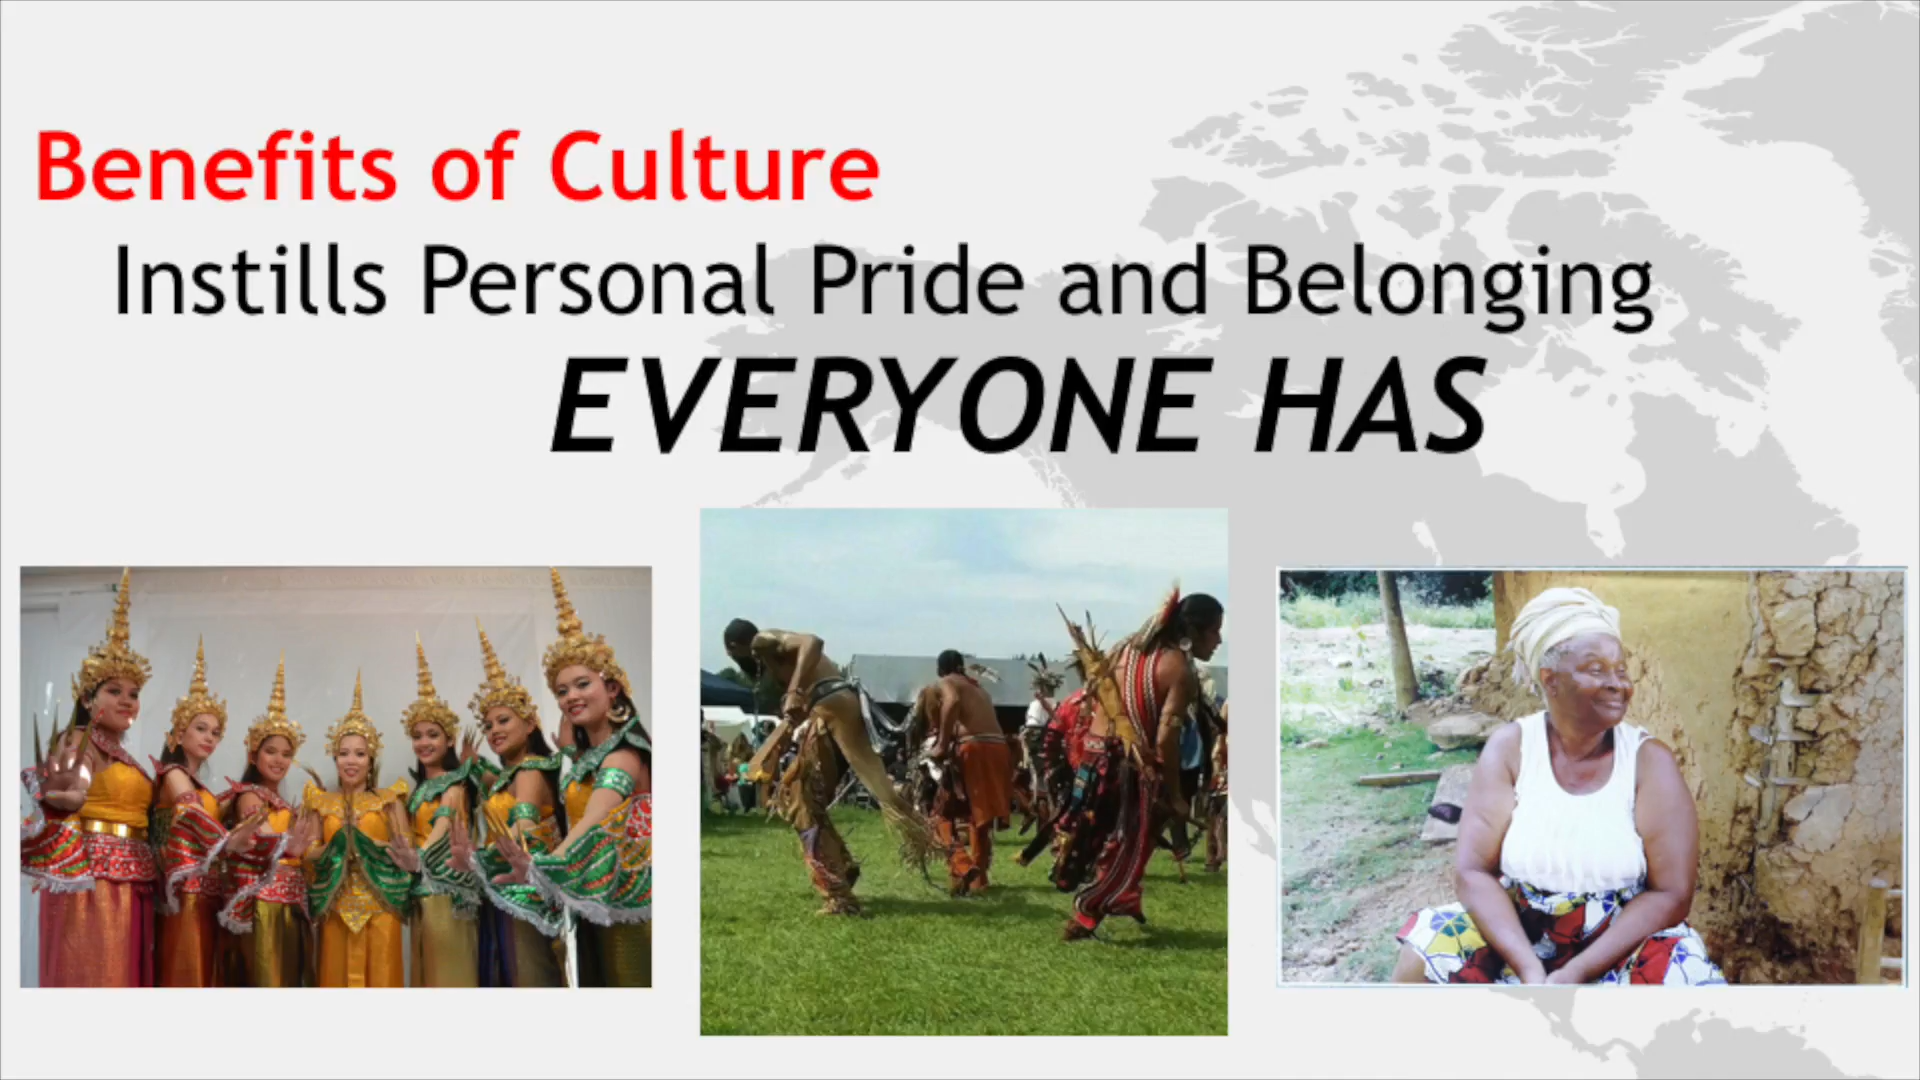 Benefits of Culture
Instills Personal Pride and Belonging
EVERYONE HAS